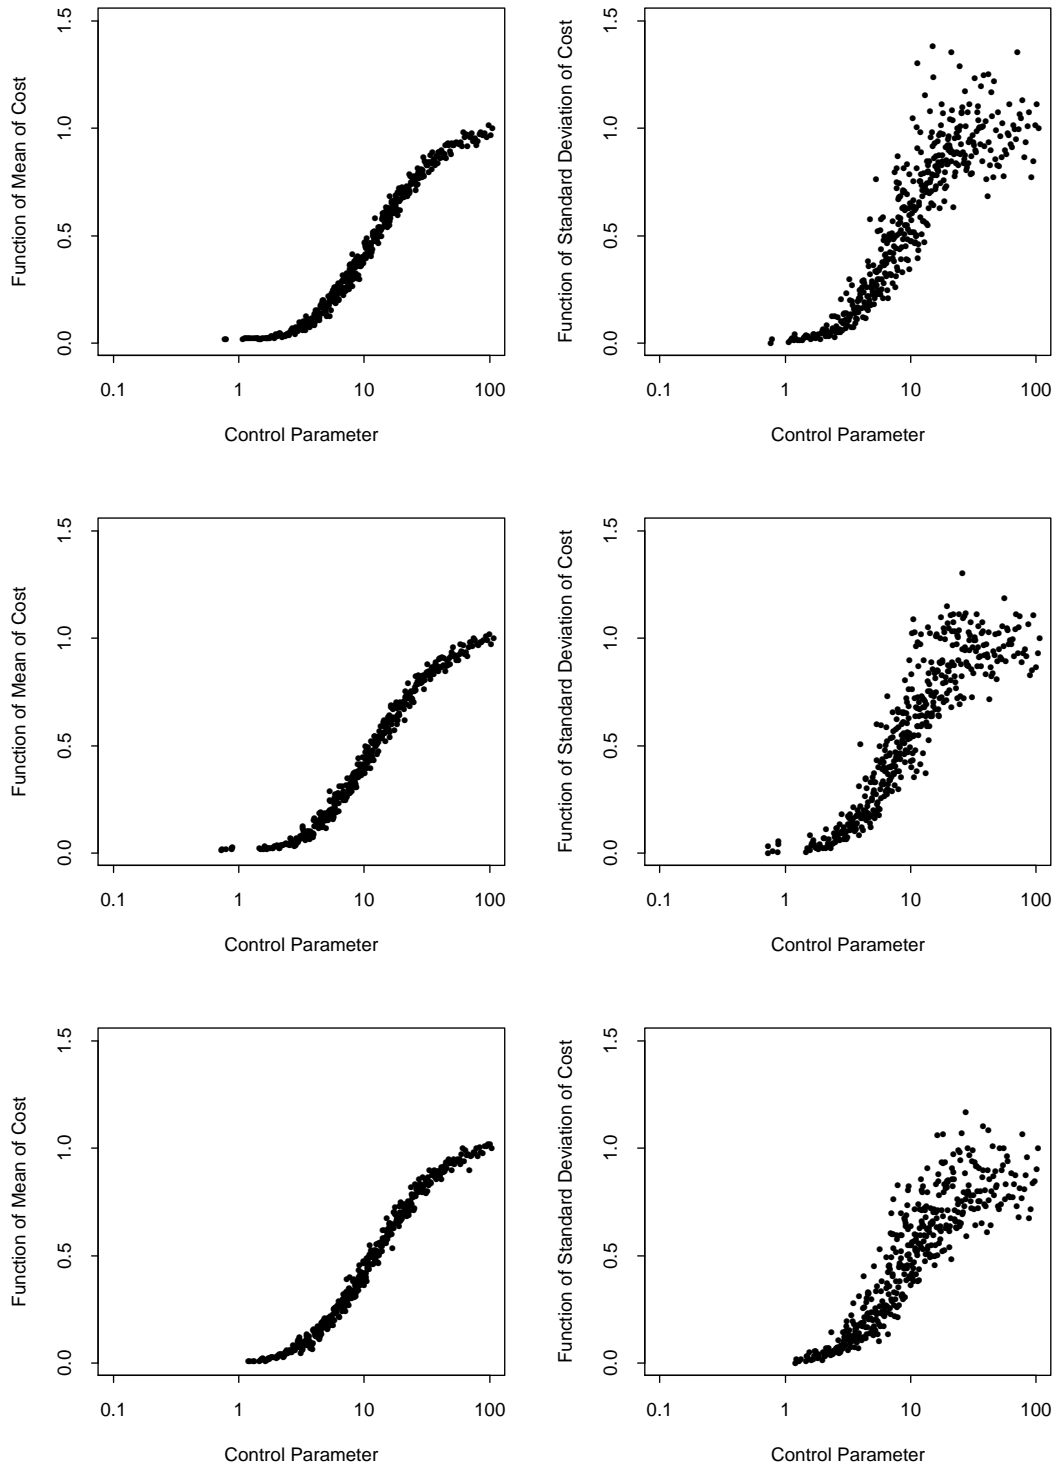 Function of Mean of Cost
1.5
1.0
0.5
0.0
0.1 1 10 100
Control Parameter
Function of Standard Deviation of Cost
1.5
1.0
0.5
0.0
0.1 1 10 100
Control Parameter
Function of Mean of Cost
1.5
1.0
0.5
0.0
0.1 1 10 100
Control Parameter
Function of Standard Deviation of Cost
1.5
1.0
0.5
0.0
0.1 1 10 100
Control Parameter
Function of Mean of Cost
1.5
1.0
0.5
0.0
0.1 1 10 100
Control Parameter
Function of Standard Deviation of Cost
1.5
1.0
0.5
0.0
0.1 1 10 100
Control Parameter